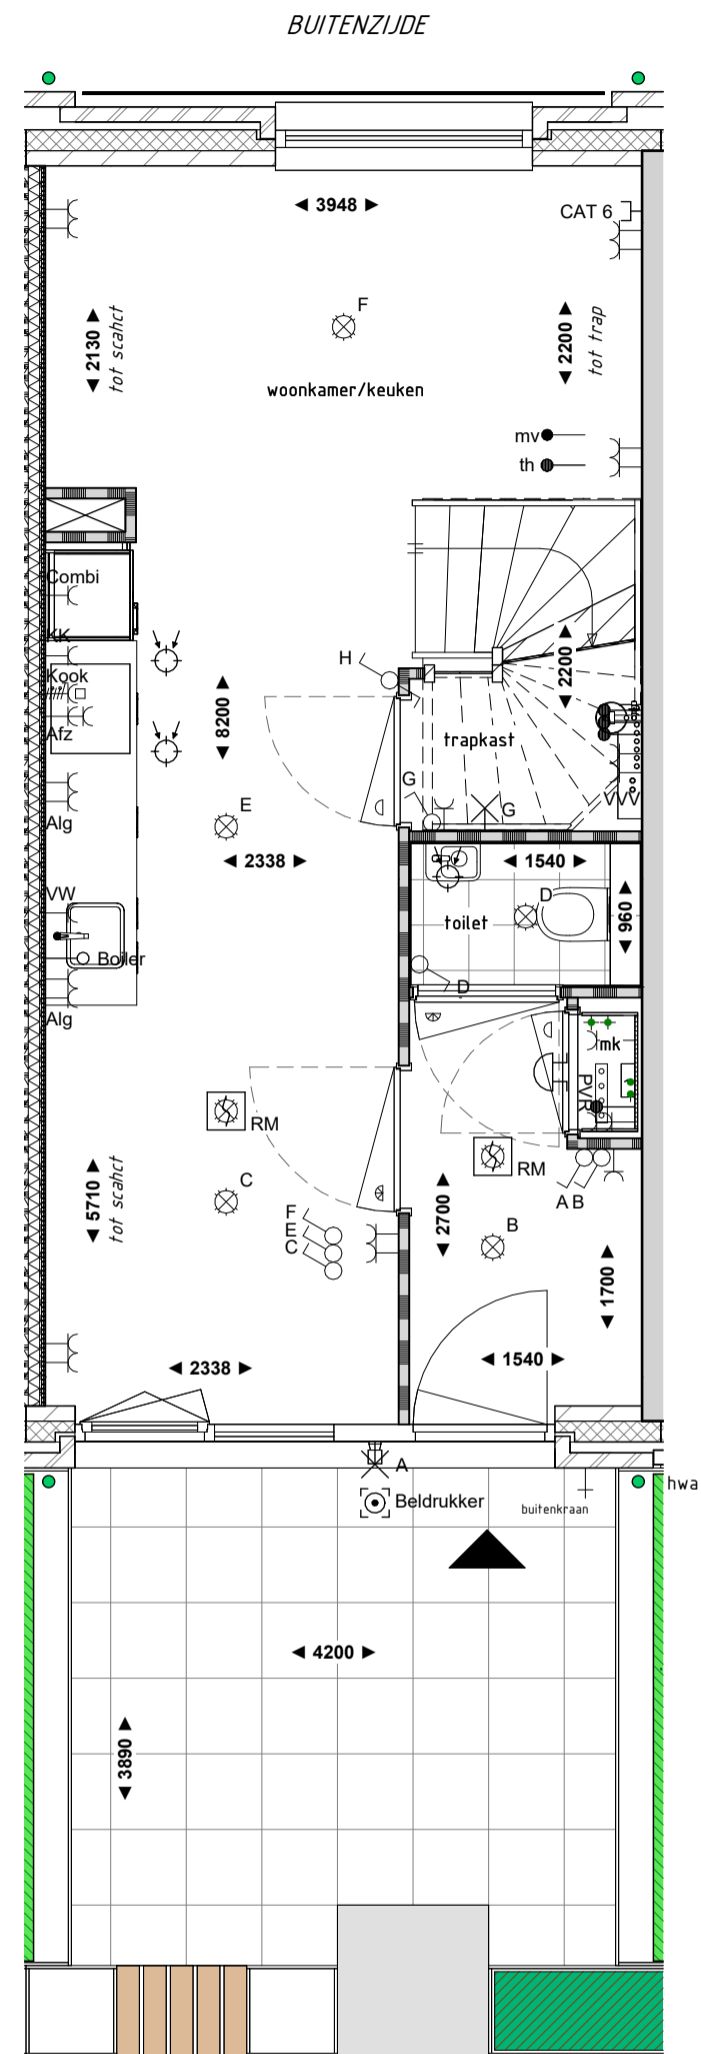 BUITENZIJDE
3948
CAT 6
F
2130
tot scahct
2200
tot trap
woonkamer/keuken
mv
th
Combi
KK
Kook
Afz
H
8200
2200
trapkast
G
G
VVV
Alg
E
2338
1540
960
VW
D
toilet
Boiler
D
Alg
mk
PVR
RM
RM
A B
C
B
5710
tot scahct
2700
1700
F
E
C
2338
1540
A
Beldrukker
buitenkraan
hwa
4200
3890